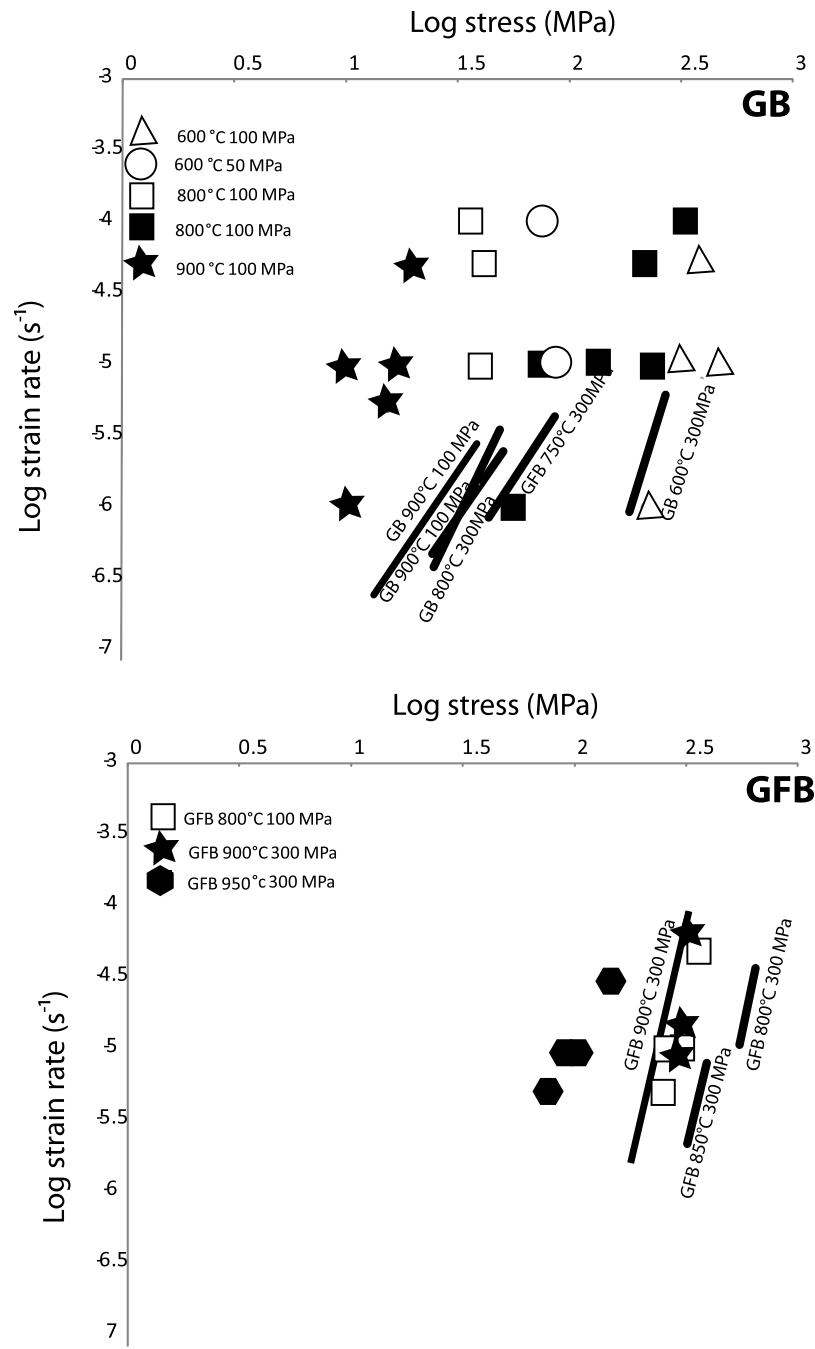 Log stress (MPa)
0 0.5 1 1.5 2 2.5 3
-3
GB
600°C 100 MPa
-3.5
600°C 50 MPa
800°C 100 MPa
-4
800°C 100 MPa
900°C 100 MPa
-4.5
Log strain rate (s-1)
-5
-5.5
-6
-6.5
-7
GB 900°C 100 MPa
GB 900°C 100 MPa
GB 800°C 300MPa
GFB 750°C 300MPa
GB 600°C 300MPa
Log stress (MPa)
0 0.5 1 1.5 2 2.5 3
-3
GFB
GFB 800°C 100 MPa
-3.5
GFB 900°C 300 MPa
GFB 950°c 300 MPa
-4
-4.5
Log strain rate (s-1)
-5
-5.5
-6
-6.5
7
GFB 900°C 300 MPa
GFB 850°C 300 MPa
GFB 800°C 300 MPa